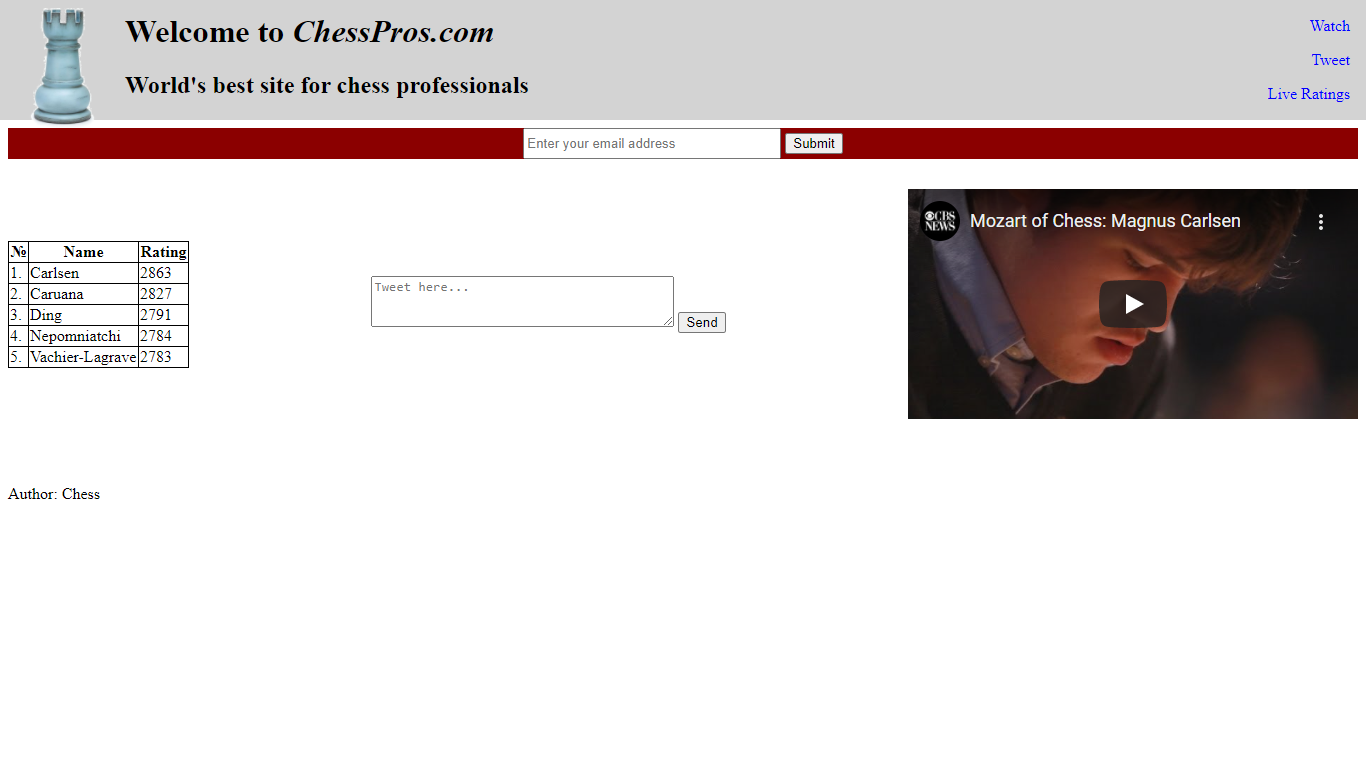 Welcome to ChessPros.com
World's best site for chess professionals
Watch
Tweet
Live Ratings
Enter your email address Submit
№ Name Rating
1. Carlsen 2863
2. Caruana 2827
3. Ding 2791
4. Nepomniatchi 2784
5. Vachier-Lagrave 2783
Tweet here...
Send
CBS
NEWS
Mozart of Chess: Magnus Carlsen
Author: Chess